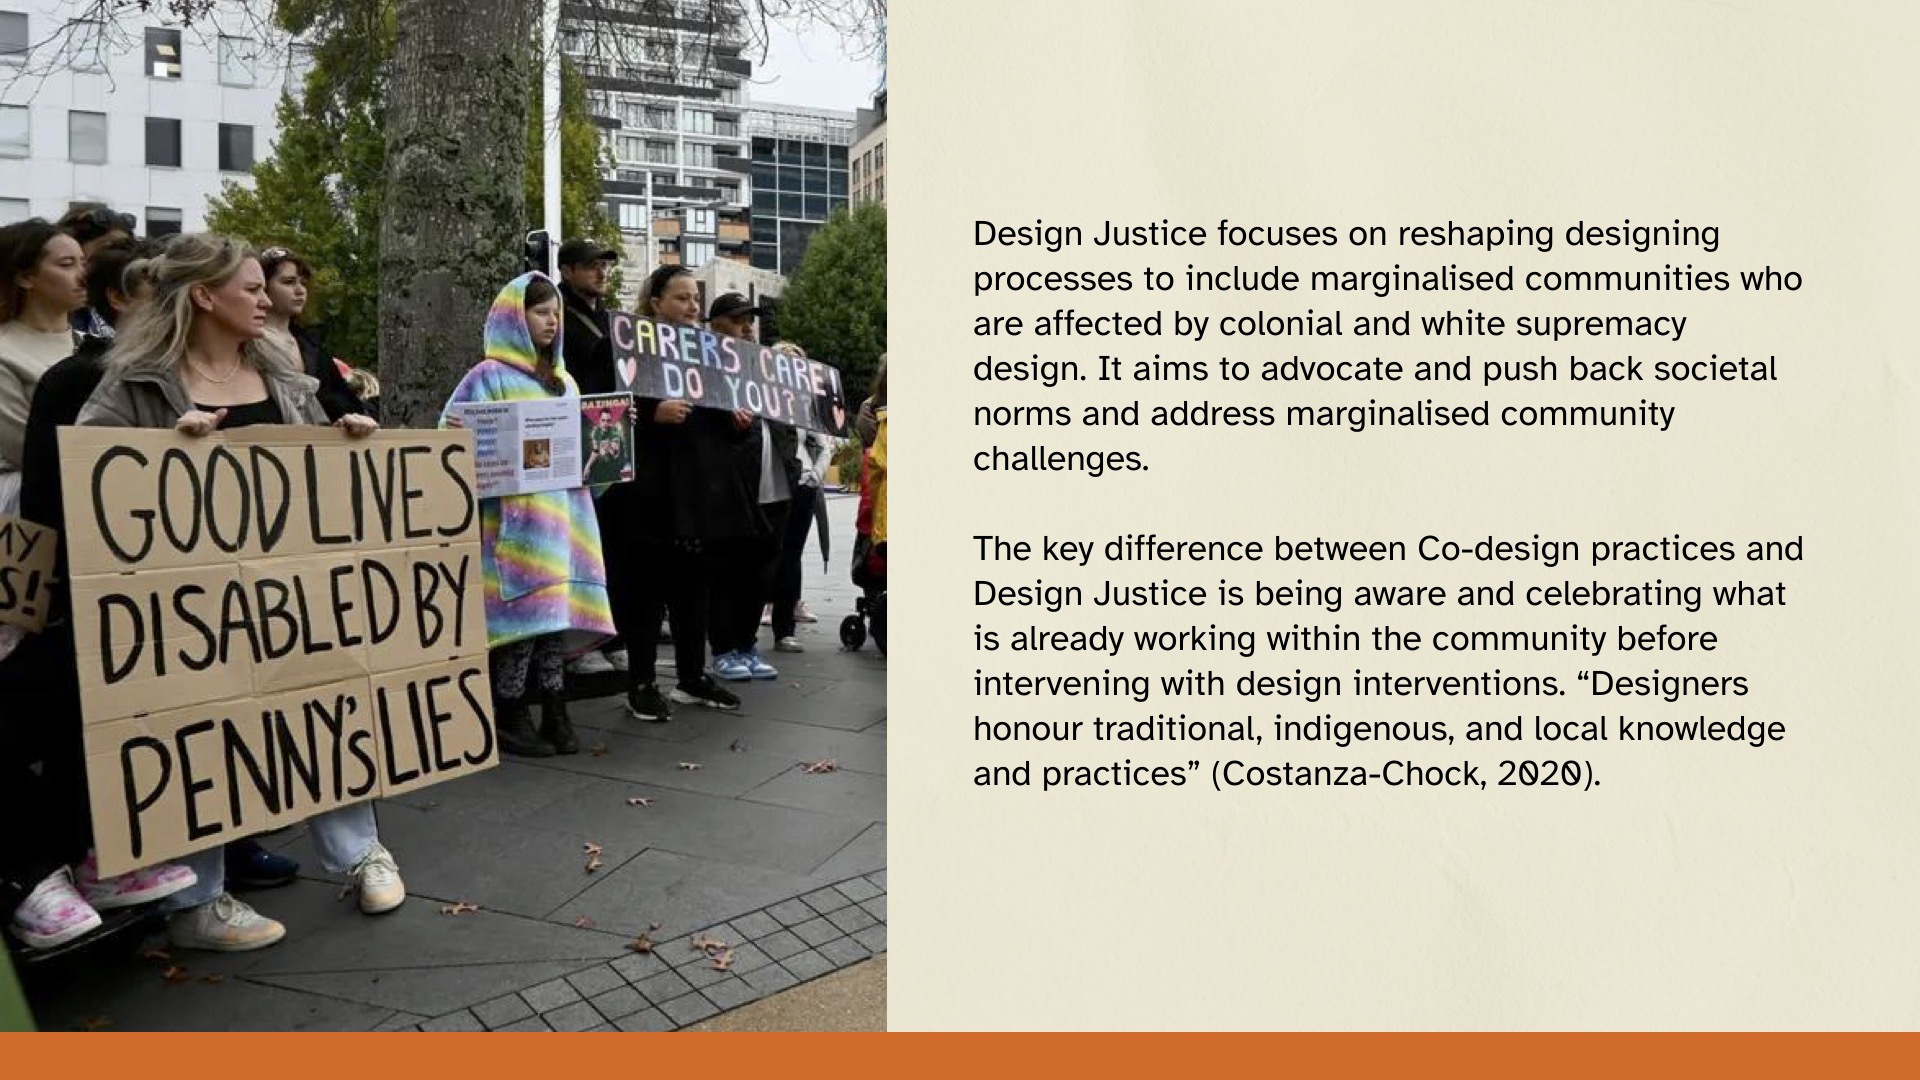 GOOD LIVES
DISABLED BY
PENNY'S LIES
CARERS CARE!
DO YOU??
BAZINGA!
MY
S!
Design Justice focuses on reshaping designing
processes to include marginalised communities who
are affected by colonial and white supremacy
design. It aims to advocate and push back societal
norms and address marginalised community
challenges.
The key difference between Co-design practices and
Design Justice is being aware and celebrating what
is already working within the community before
intervening with design interventions. “Designers
honour traditional, indigenous, and local knowledge
and practices” (Costanza-Chock, 2020).